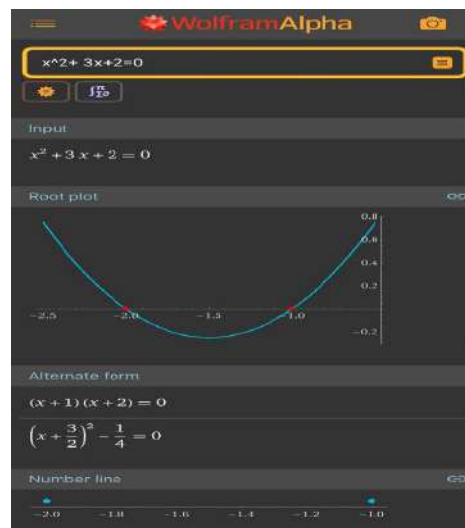 WolframAlpha
x^2+ 3x+2=0
Input
x² + 3 x + 2 = 0
Root plot
0.8
0.6
0.4
0.2
−2.5 −2.0 −1.5 −1.0
−0.2
Alternate form
(x + 1) (x + 2) = 0
(x + 3/2)² − 1/4 = 0
Number line
−2.0 −1.8 −1.6 −1.4 −1.2 −1.0